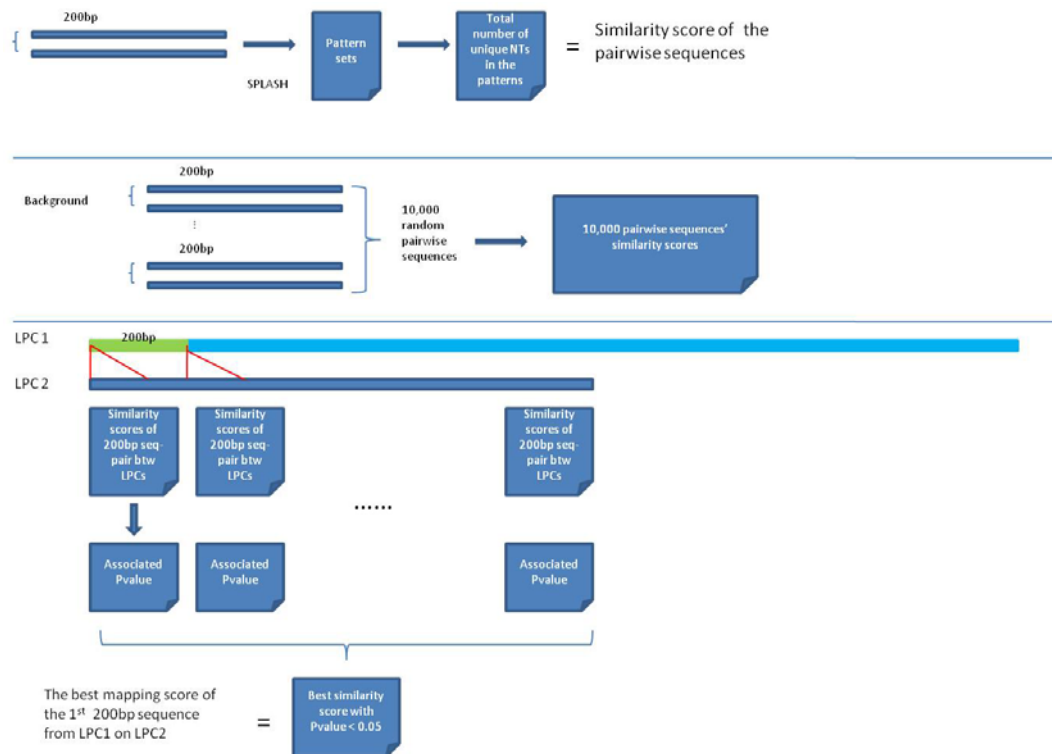 200bp
SPLASH
Pattern
sets
Total
number of
unique NTs
in the
patterns
=
Similarity score of the
pairwise sequences
Background
200bp
...
200bp
10,000
random
pairwise
sequences
10,000 pairwise sequences'
similarity scores
LPC 1
200bp
LPC 2
Similarity
scores of
200bp seq-
pair btw
LPCs
Similarity
scores of
200bp seq-
pair btw
LPCs
......
Similarity
scores of
200bp seq-
pair btw
LPCs
Associated
Pvalue
Associated
Pvalue
Associated
Pvalue
The best mapping score of
the 1st 200bp sequence
from LPC1 on LPC2
=
Best similarity
score with
Pvalue < 0.05